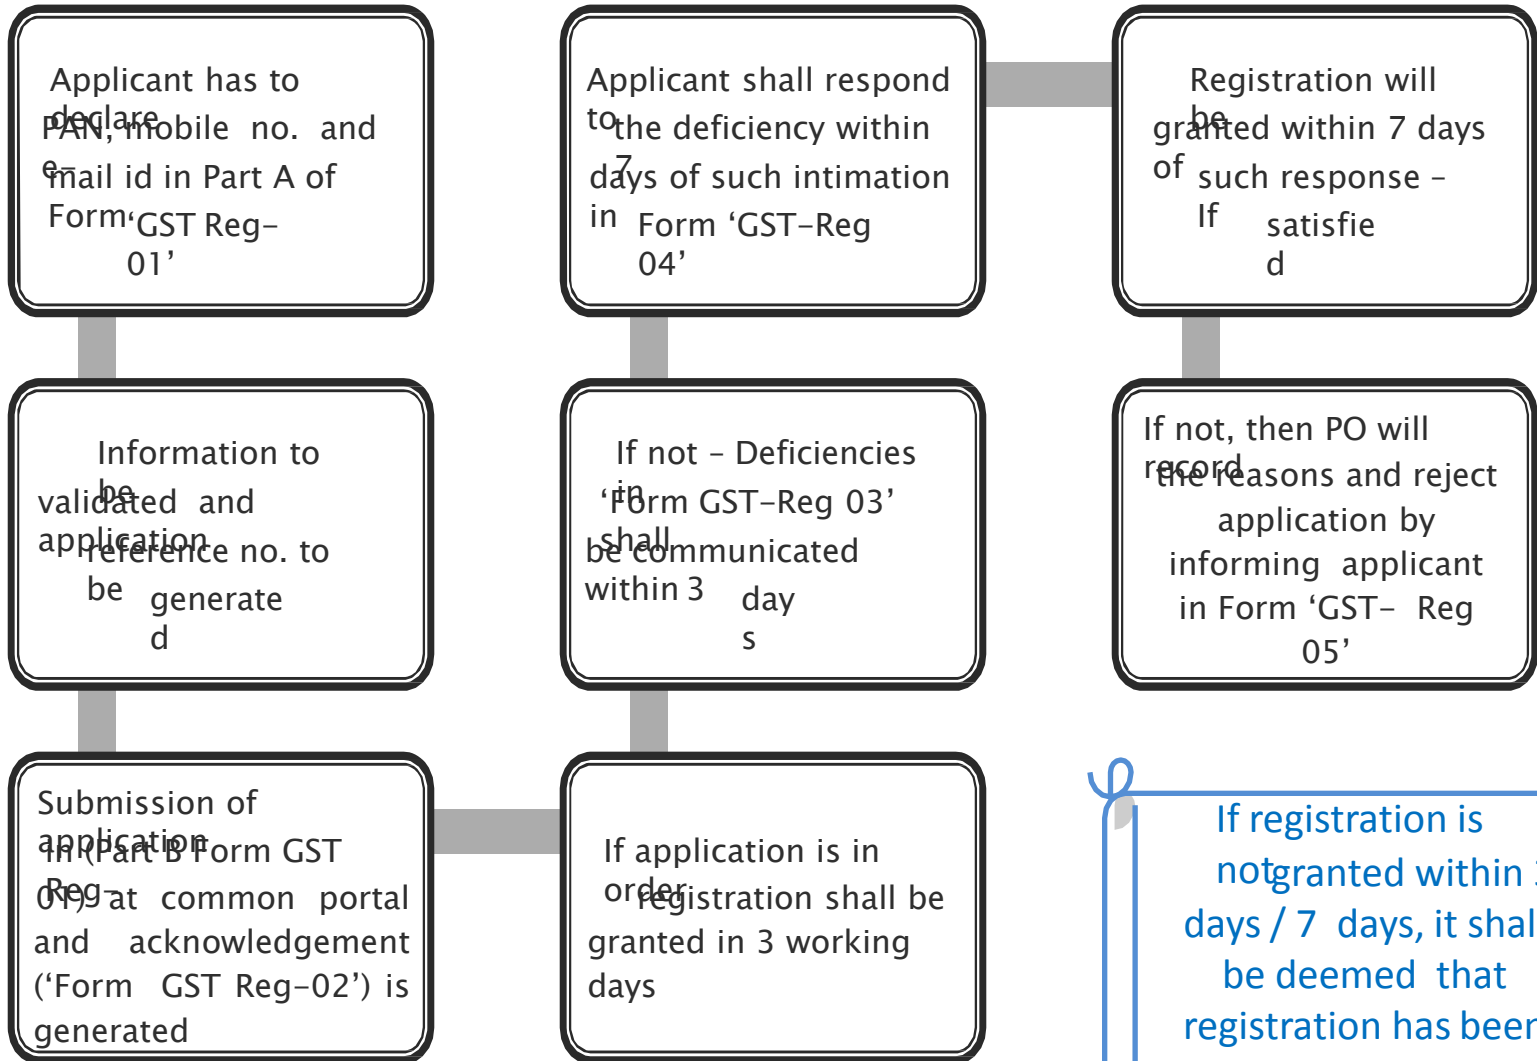 Applicant has to
declare
PAN, mobile no. and
e-
mail id in Part A of
Form
‘GST Reg-
01’
Information to
be
validated and
application
reference no. to
be
generate
d
Submission of
application
in (Part B Form GST
Reg-
01) at common portal
and acknowledgement
(‘Form GST Reg-02’) is
generated
If application is in
order
registration shall be
granted in 3 working
days
If not - Deficiencies
in
‘Form GST-Reg 03’
shall
be communicated
within 3
day
s
Applicant shall respond
to
the deficiency within
7
days of such intimation
in
Form ‘GST-Reg
04’
Registration will
be
granted within 7 days
of
such response -
If
satisfie
d
If not, then PO will
record
the reasons and reject
application by
informing applicant
in Form ‘GST- Reg
05’
If registration is
not
granted within
days / 7 days, it shal
be deemed that
registration has been